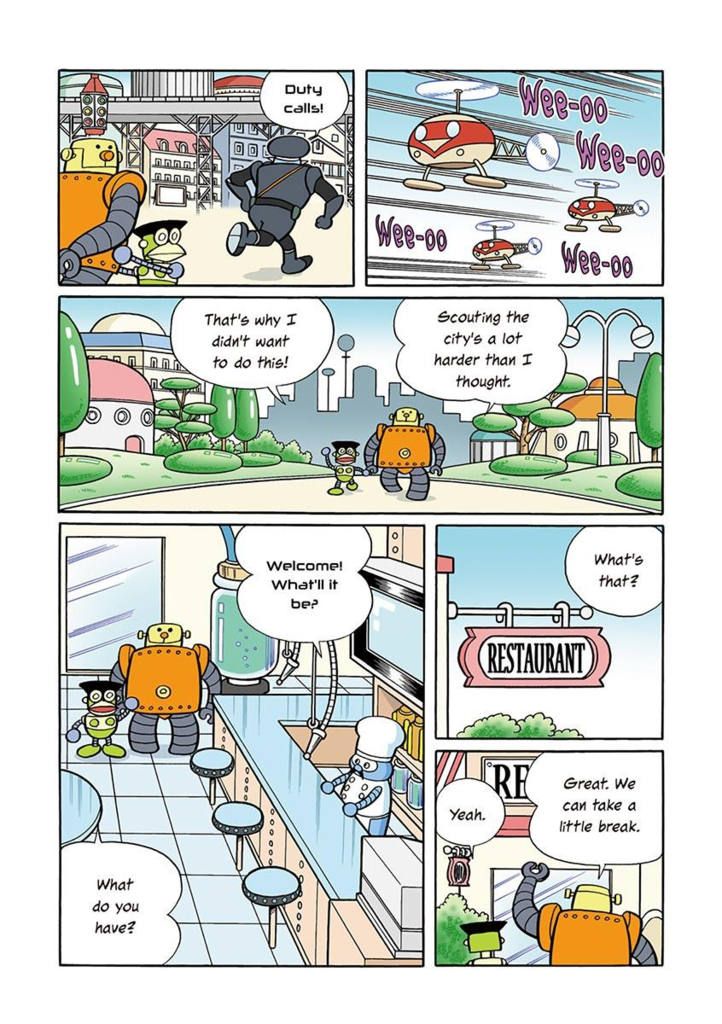 Wee-oo
Wee-oo
Wee-oo
Wee-oo
Duty
calls!
Scouting the
city's a lot
harder than I
thought.
That's why I
didn't want
to do this!
What's
that?
RESTAURANT
RE
Great. We
can take a
little break.
Yeah.
Welcome!
What'll it
be?
What
do you
have?